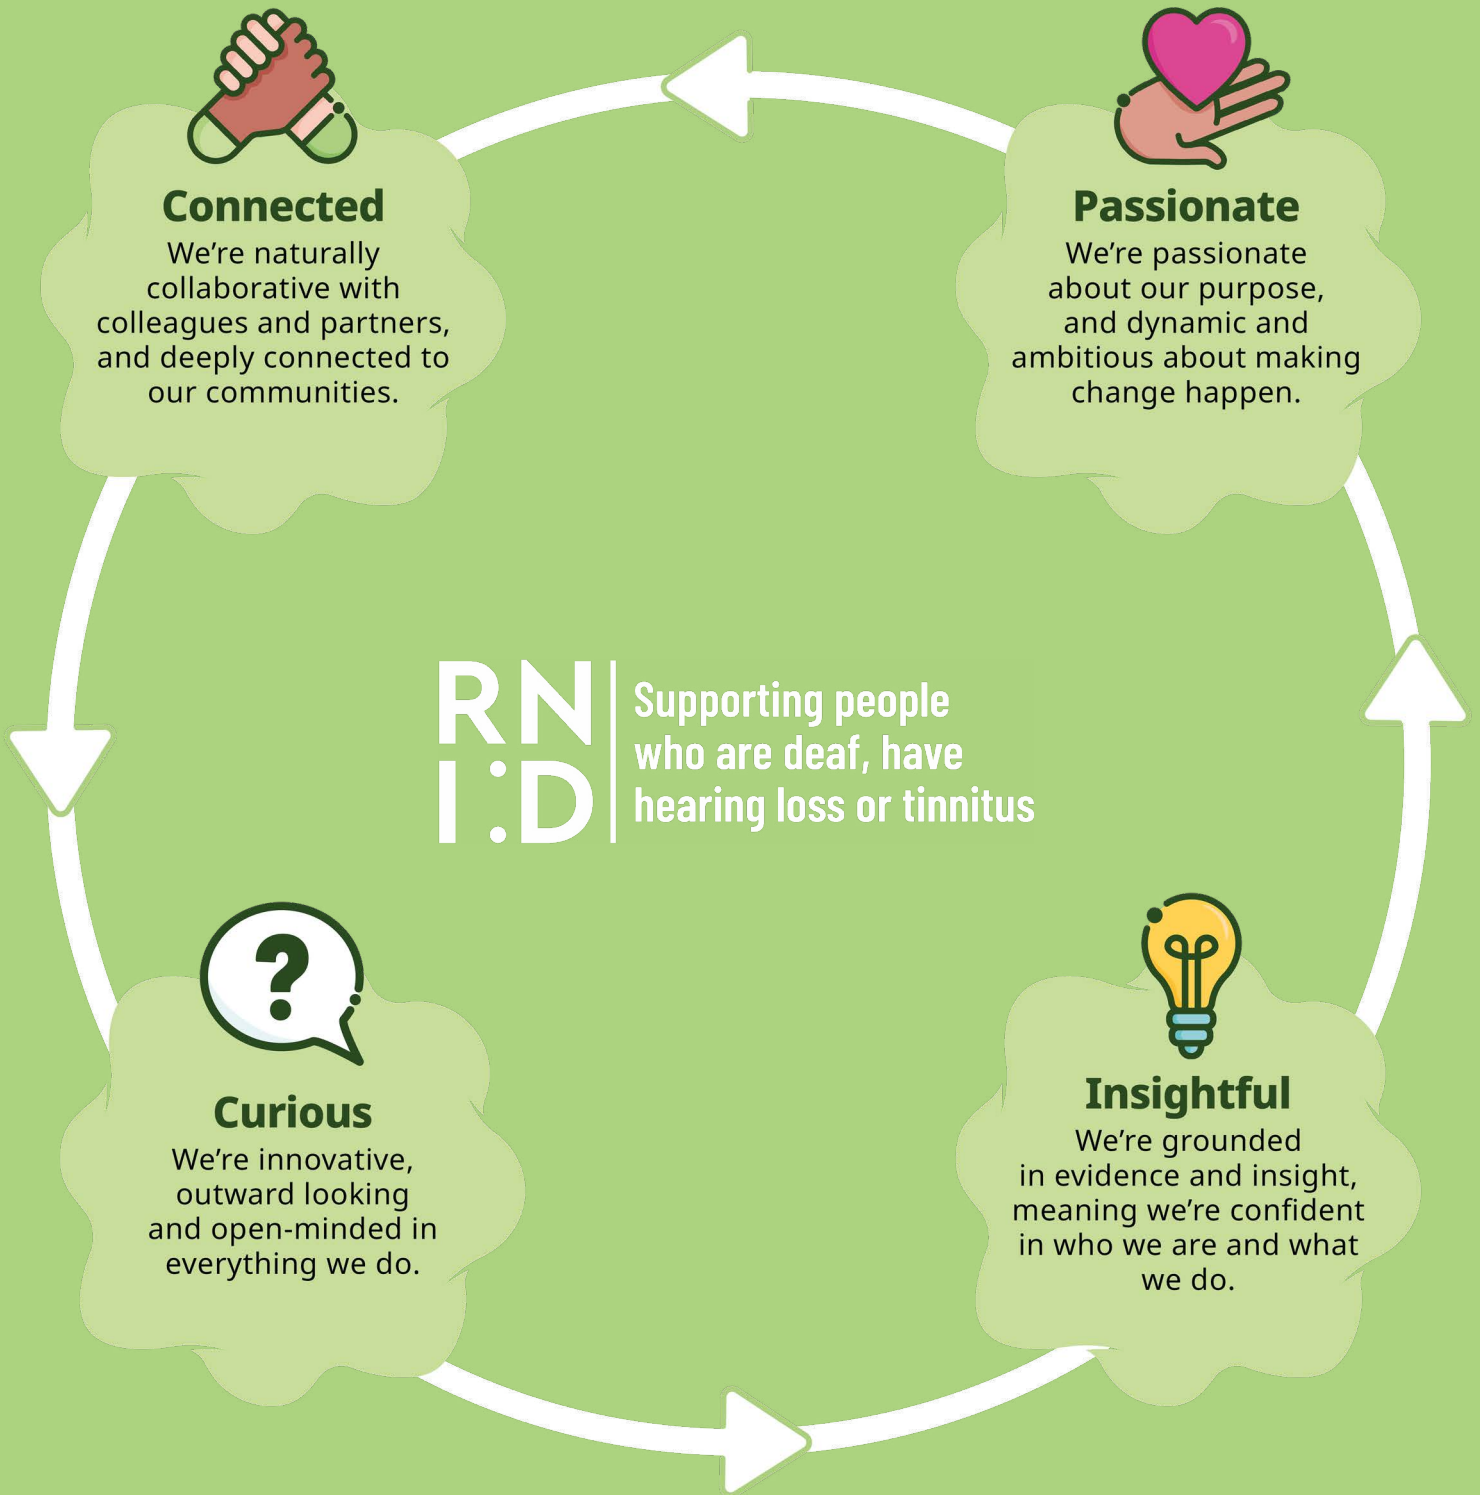 Connected
We're naturally
collaborative with
colleagues and partners,
and deeply connected to
our communities.
Passionate
We're passionate
about our purpose,
and dynamic and
ambitious about making
change happen.
RN
I:D
Supporting people
who are deaf, have
hearing loss or tinnitus
?
Curious
We're innovative,
outward looking
and open-minded in
everything we do.
Insightful
We're grounded
in evidence and insight,
meaning we're confident
in who we are and what
we do.